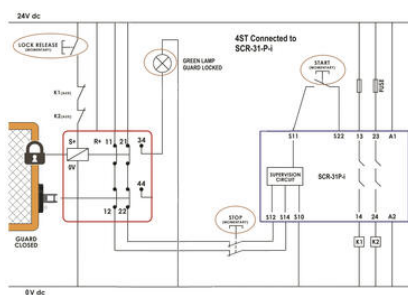 24V dc
LOCK RELEASE
(MOMENTARY)
4ST Connected to
SCR-31-P-i
GREEN LAMP
GUARD LOCKED
START
(MOMENTARY)
K1(AUX)
K2(AUX)
FUSE
S+ R+ 11 21 34
S11 S22 13 23 A1
0V
44
SUPERVISION
CIRCUIT
SCR-31P-i
12 22
STOP
(MOMENTARY)
S12 S14 S10 14 24 A2
GUARD
CLOSED
K1 K2
0V dc